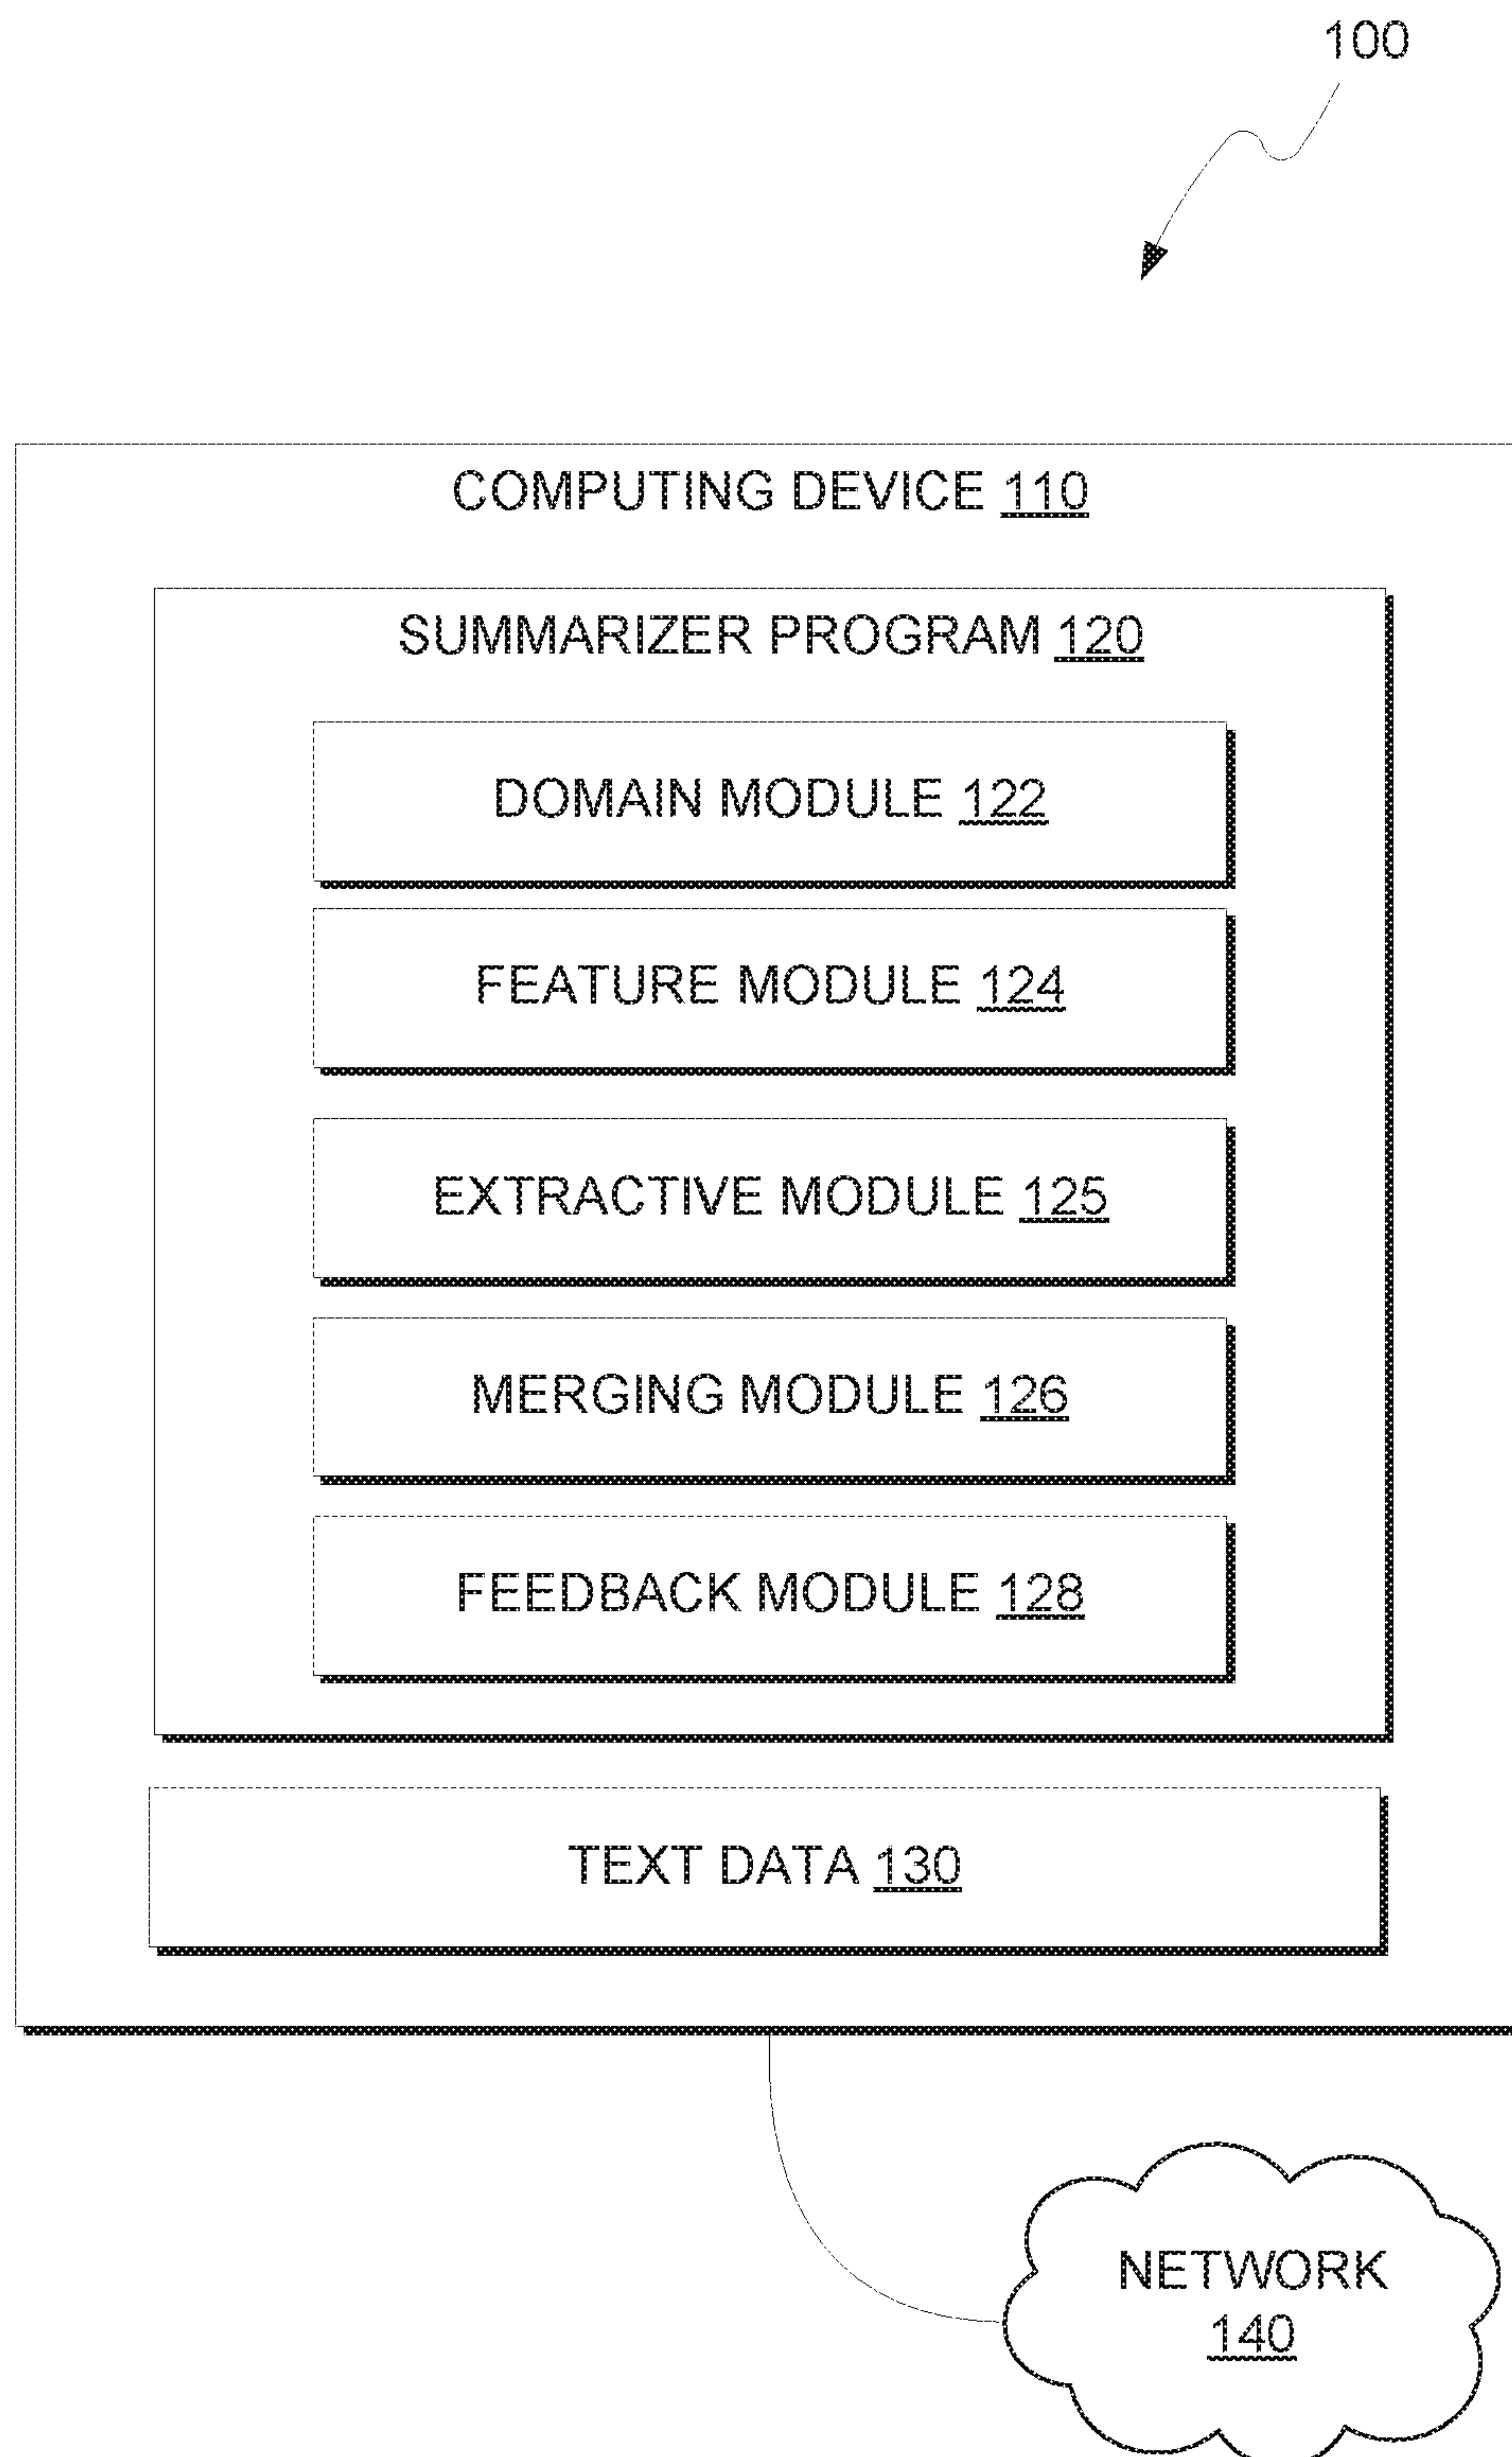 100
COMPUTING DEVICE 110
SUMMARIZER PROGRAM 120
DOMAIN MODULE 122
FEATURE MODULE 124
EXTRACTIVE MODULE 125
MERGING MODULE 126
FEEDBACK MODULE 128
TEXT DATA 130
NETWORK
140